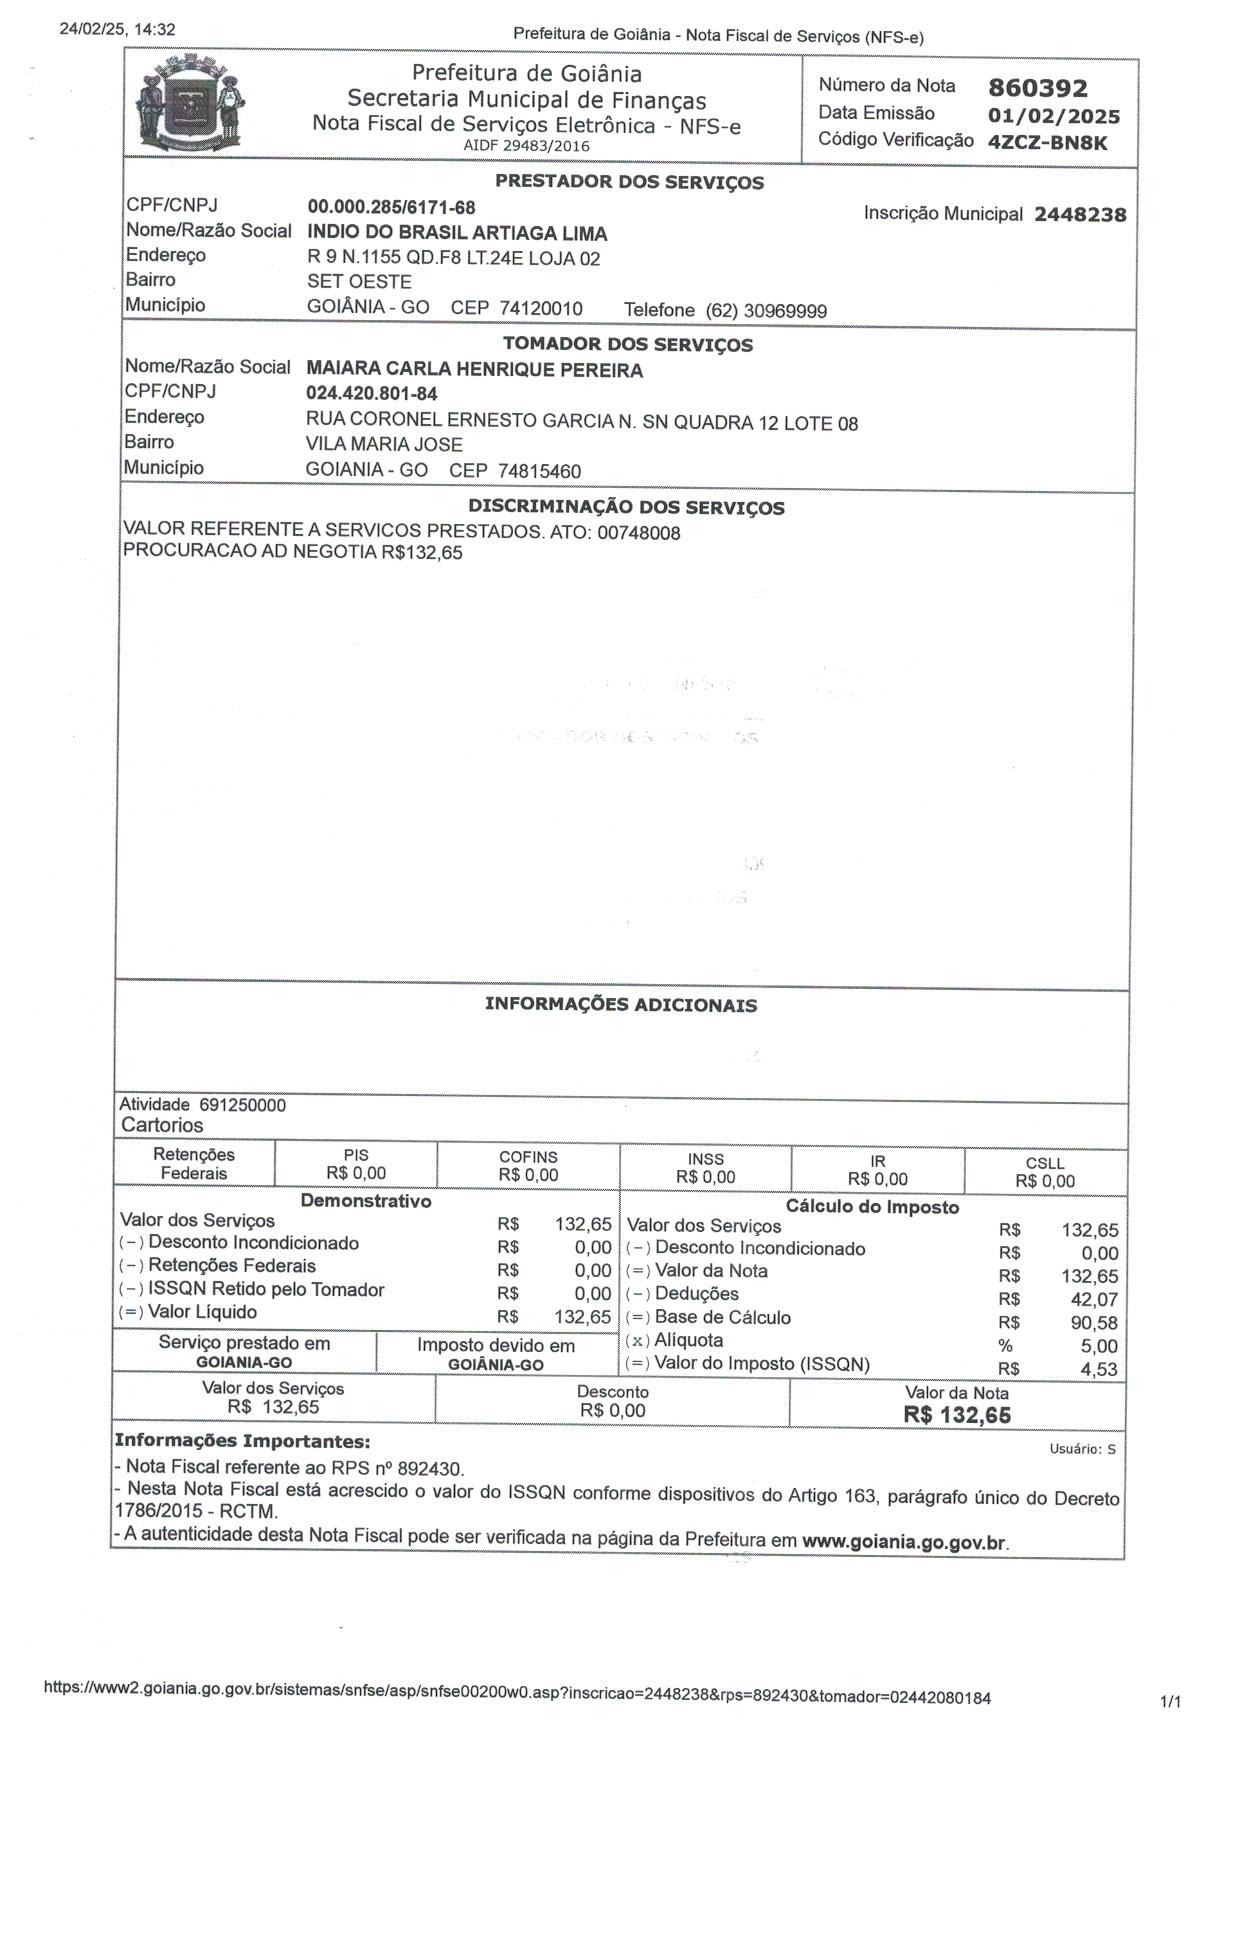 24/02/25, 14:32
Prefeitura de Goiânia - Nota Fiscal de Serviços (NFS-e)
Prefeitura de Goiânia
Secretaria Municipal de Finanças
Nota Fiscal de Serviços Eletrônica - NFS-e
AIDF 29483/2016
Número da Nota 860392
Data Emissão 01/02/2025
Código Verificação 4ZCZ-BN8K
PRESTADOR DOS SERVIÇOS
CPF/CNPJ 00.000.285/6171-68
Inscrição Municipal 2448238
Nome/Razão Social INDIO DO BRASIL ARTIAGA LIMA
Endereço R 9 N.1155 QD.F8 LT.24E LOJA 02
Bairro SET OESTE
Município GOIÂNIA - GO CEP 74120010 Telefone (62) 30969999
TOMADOR DOS SERVIÇOS
Nome/Razão Social MAIARA CARLA HENRIQUE PEREIRA
CPF/CNPJ 024.420.801-84
Endereço RUA CORONEL ERNESTO GARCIA N. SN QUADRA 12 LOTE 08
Bairro VILA MARIA JOSE
Município GOIANIA - GO CEP 74815460
DISCRIMINAÇÃO DOS SERVIÇOS
VALOR REFERENTE A SERVICOS PRESTADOS. ATO: 00748008
PROCURACAO AD NEGOTIA R$132,65
INFORMAÇÕES ADICIONAIS
Atividade 691250000
Cartorios
Retenções Federais
PIS R$ 0,00
COFINS R$ 0,00
INSS R$ 0,00
IR R$ 0,00
CSLL R$ 0,00
Demonstrativo
Valor dos Serviços R$ 132,65
(-) Desconto Incondicionado R$ 0,00
(-) Retenções Federais R$ 0,00
(-) ISSQN Retido pelo Tomador R$ 0,00
(=) Valor Líquido R$ 132,65
Serviço prestado em
GOIANIA-GO
Imposto devido em
GOIÂNIA-GO
Cálculo do Imposto
Valor dos Serviços R$ 132,65
(-) Desconto Incondicionado R$ 0,00
(=) Valor da Nota R$ 132,65
(-) Deduções R$ 42,07
(=) Base de Cálculo R$ 90,58
(x) Alíquota % 5,00
(=) Valor do Imposto (ISSQN) R$ 4,53
Valor dos Serviços
R$ 132,65
Desconto
R$ 0,00
Valor da Nota
R$ 132,65
Informações Importantes:
Usuário: S
- Nota Fiscal referente ao RPS nº 892430.
- Nesta Nota Fiscal está acrescido o valor do ISSQN conforme dispositivos do Artigo 163, parágrafo único do Decreto
1786/2015 - RCTM.
- A autenticidade desta Nota Fiscal pode ser verificada na página da Prefeitura em www.goiania.go.gov.br.
https://www2.goiania.go.gov.br/sistemas/snfse/asp/snfse00200w0.asp?inscricao=2448238&rps=892430&tomador=02442080184
1/1